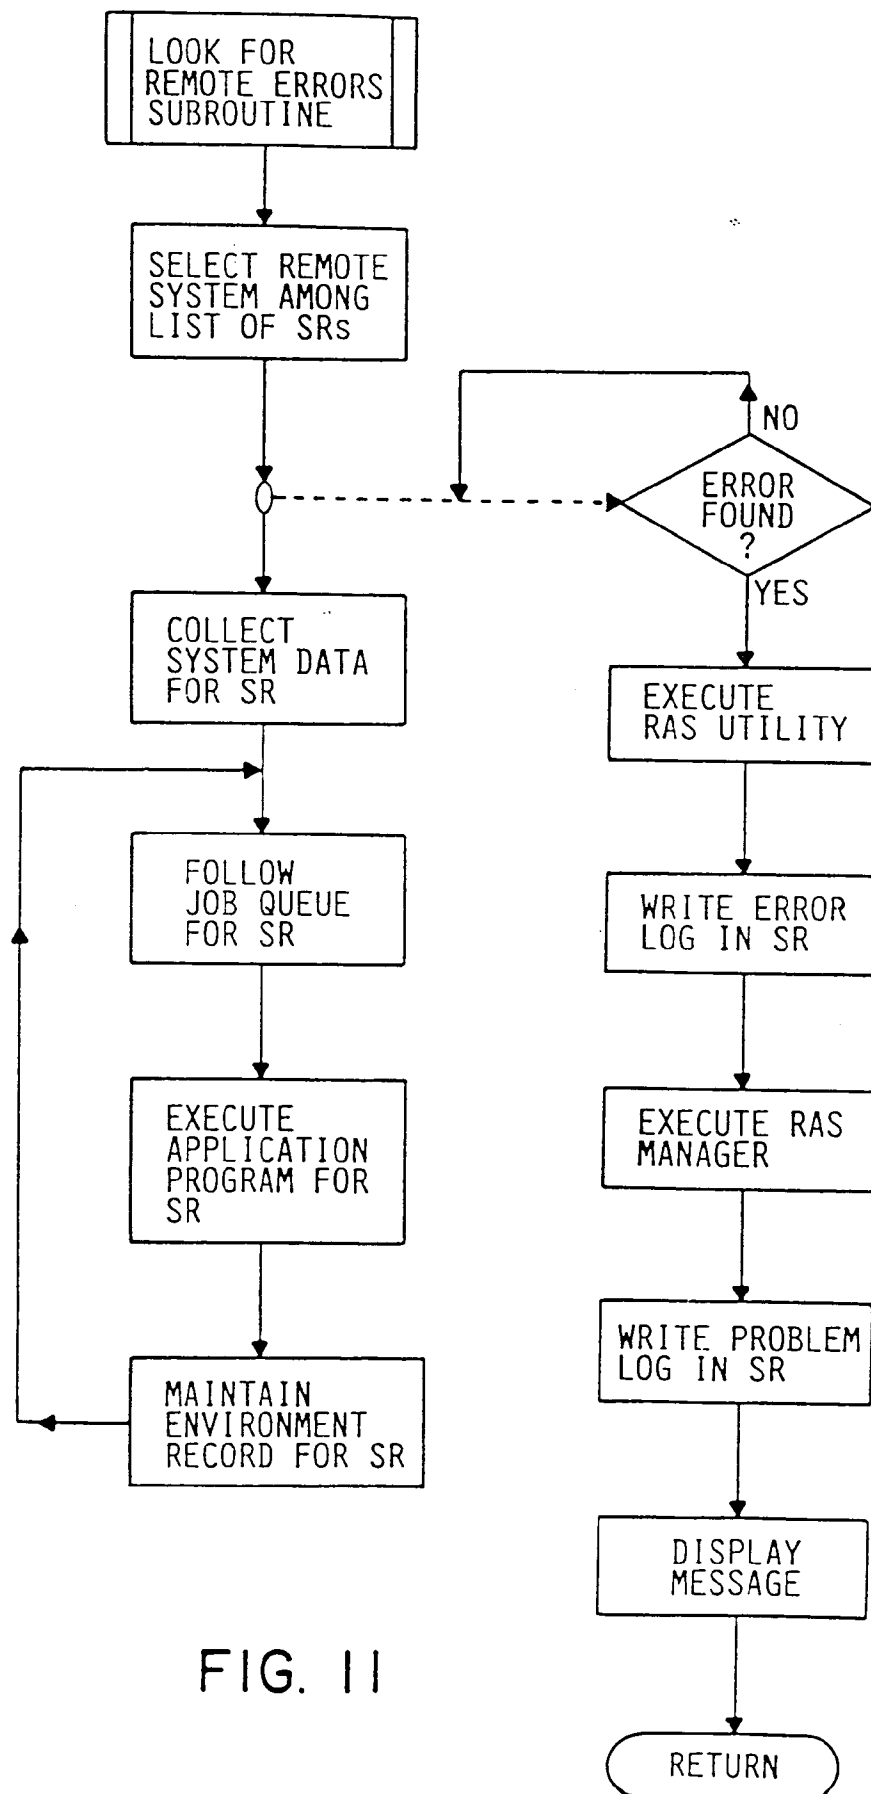 LOOK FOR
REMOTE ERRORS
SUBROUTINE
SELECT REMOTE
SYSTEM AMONG
LIST OF SRs
NO
ERROR
FOUND
?
YES
COLLECT
SYSTEM DATA
FOR SR
EXECUTE
RAS UTILITY
FOLLOW
JOB QUEUE
FOR SR
WRITE ERROR
LOG IN SR
EXECUTE
APPLICATION
PROGRAM FOR
SR
EXECUTE RAS
MANAGER
WRITE PROBLEM
LOG IN SR
MAINTAIN
ENVIRONMENT
RECORD FOR SR
DISPLAY
MESSAGE
RETURN
FIG. 11